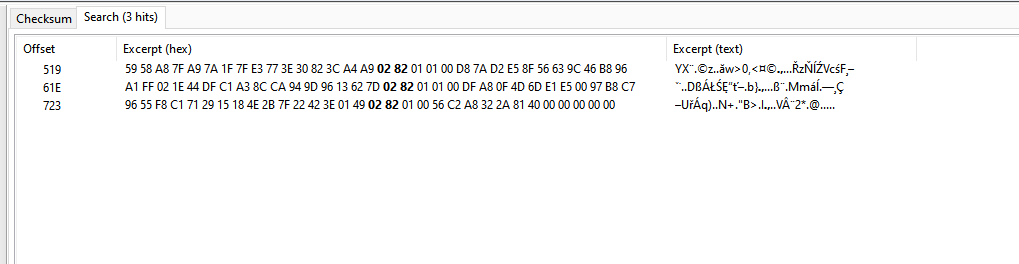 Checksum Search (3 hits)
Offset Excerpt (hex) Excerpt (text)
519 59 58 A8 7F A9 7A 1F 7F E3 77 3E 30 82 3C A4 A9 02 82 01 01 00 D8 7A D2 E5 8F 56 63 9C 46 B8 96 YX¨.©z..ăw>0‚<¤©.‚...ŘzŇĺŹVcśF¸–
61E A1 FF 02 1E 44 DF C1 A3 8C CA 94 9D 96 13 62 7D 02 82 01 01 00 DF A8 0F 4D 6D E1 E5 00 97 B8 C7 ˇ˙..DßÁŁŚĘ”ť–.b}.‚...ß¨.Mmáĺ.—¸Ç
723 96 55 F8 C1 71 29 15 18 4E 2B 7F 22 42 3E 01 49 02 82 01 00 56 C2 A8 32 2A 81 40 00 00 00 00 00 –UřÁq)..N+."B>.I.‚..VÂ¨2*.@.....